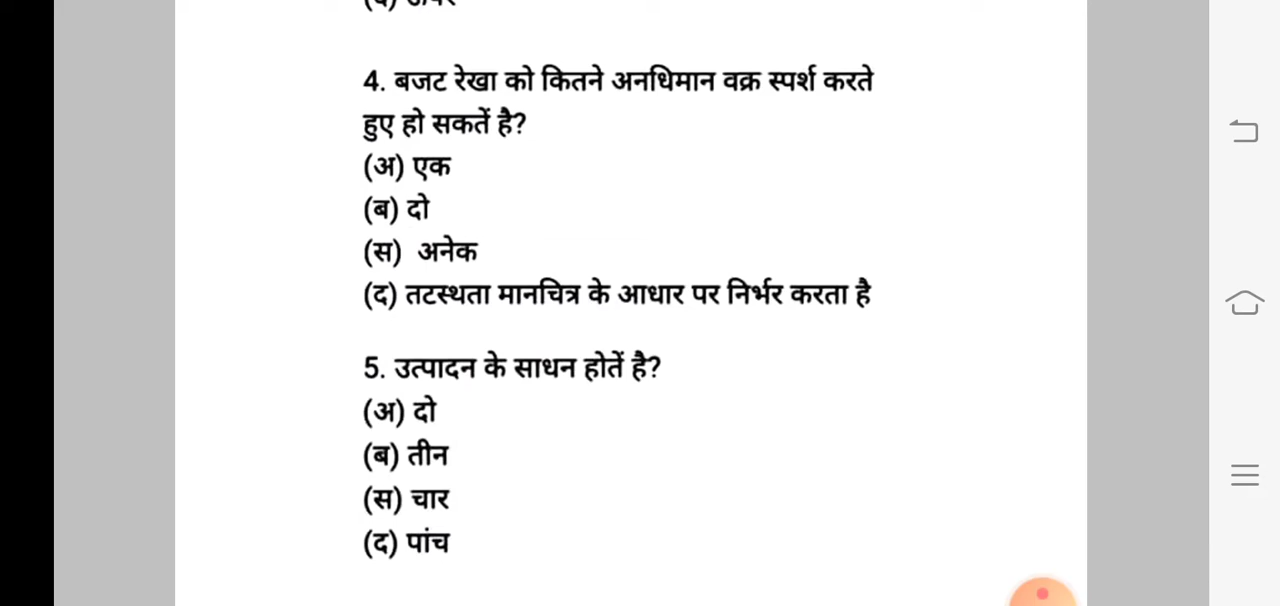 4. बजट रेखा को कितने अनधिमान वक्र स्पर्श करते
हुए हो सकतें है?
(अ) एक
(ब) दो
(स) अनेक
(द) तटस्थता मानचित्र के आधार पर निर्भर करता है
5. उत्पादन के साधन होतें है?
(अ) दो
(ब) तीन
(स) चार
(द) पांच